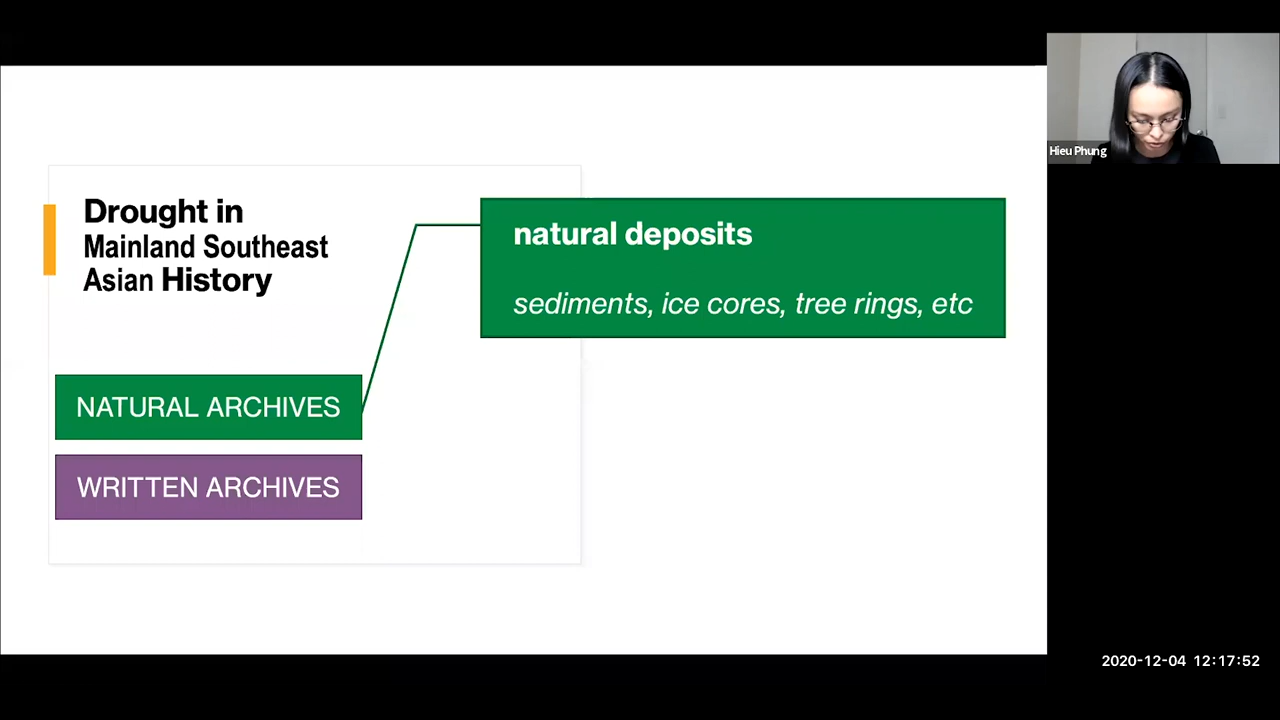 Drought in
Mainland Southeast
Asian History
natural deposits
sediments, ice cores, tree rings, etc
NATURAL ARCHIVES
WRITTEN ARCHIVES
Hieu Phung
2020-12-04 12:17:52